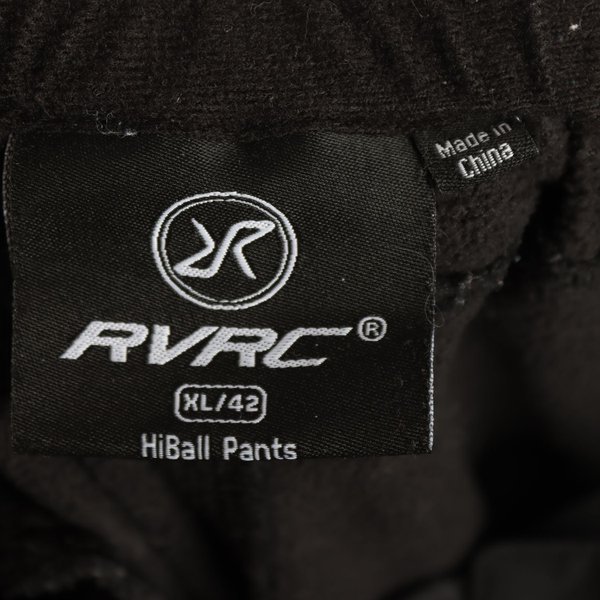 RVRC®
XL/42
HiBall Pants
Made in
China